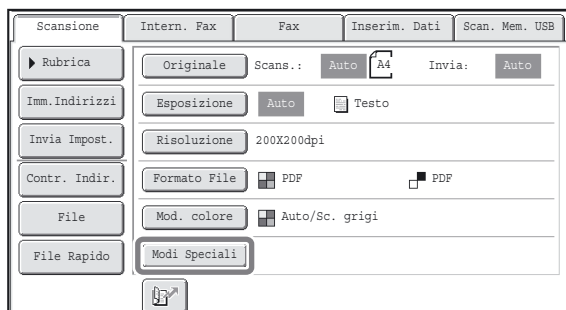 Scansione Intern. Fax Fax Inserim. Dati Scan. Mem. USB
Rubrica Originale Scans.: Auto A4 Invia: Auto
Imm.Indirizzi Esposizione Auto Testo
Invia Impost. Risoluzione 200X200dpi
Contr. Indir. Formato File PDF PDF
File Mod. colore Auto/Sc. grigi
File Rapido Modi Speciali